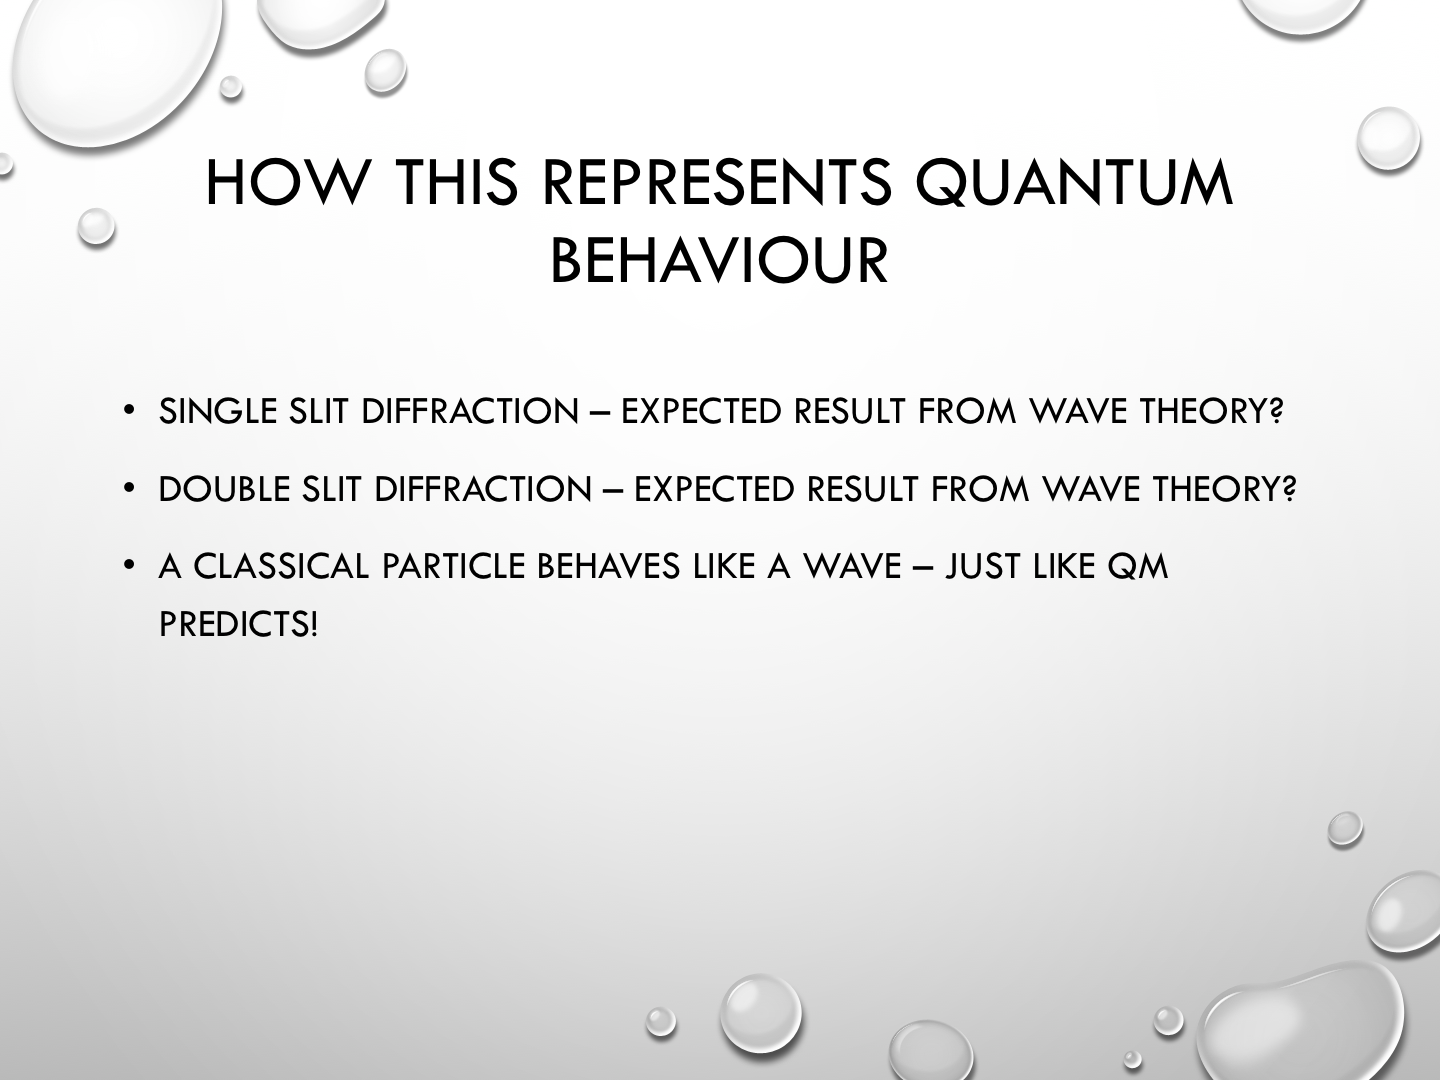 HOW THIS REPRESENTS QUANTUM
BEHAVIOUR
• SINGLE SLIT DIFFRACTION – EXPECTED RESULT FROM WAVE THEORY?
• DOUBLE SLIT DIFFRACTION – EXPECTED RESULT FROM WAVE THEORY?
• A CLASSICAL PARTICLE BEHAVES LIKE A WAVE – JUST LIKE QM
PREDICTS!